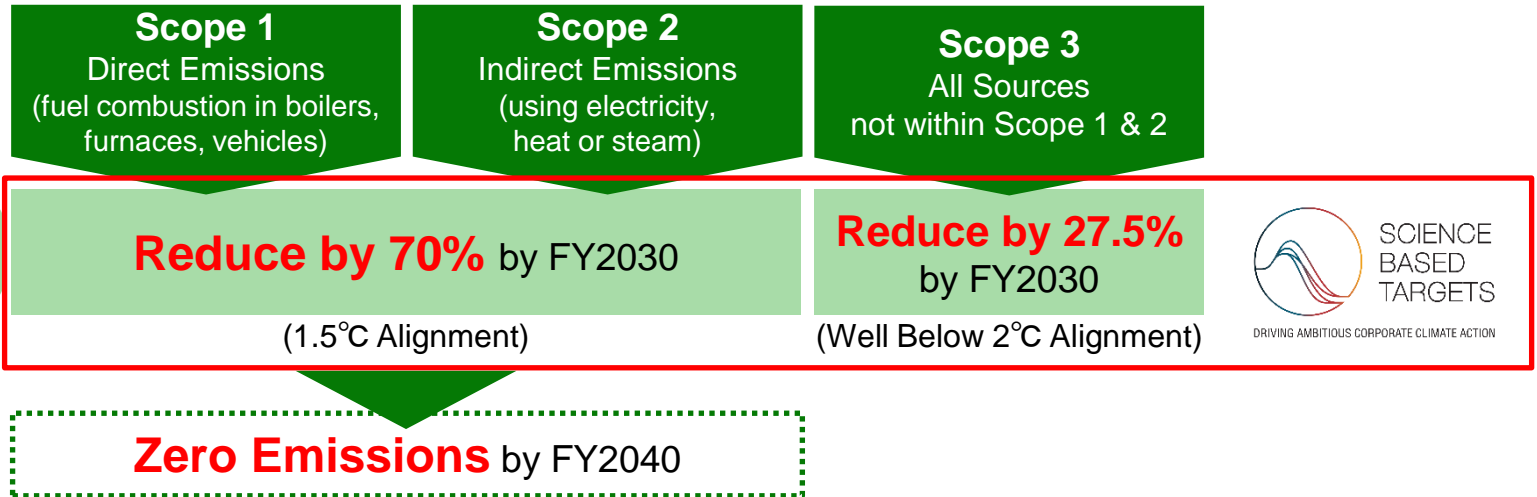 Scope 1
Direct Emissions
(fuel combustion in boilers,
furnaces, vehicles)
Scope 2
Indirect Emissions
(using electricity,
heat or steam)
Scope 3
All Sources
not within Scope 1 & 2
Reduce by 70% by FY2030
(1.5℃ Alignment)
Reduce by 27.5%
by FY2030
(Well Below 2℃ Alignment)
SCIENCE
BASED
TARGETS
DRIVING AMBITIOUS CORPORATE CLIMATE ACTION
Zero Emissions by FY2040